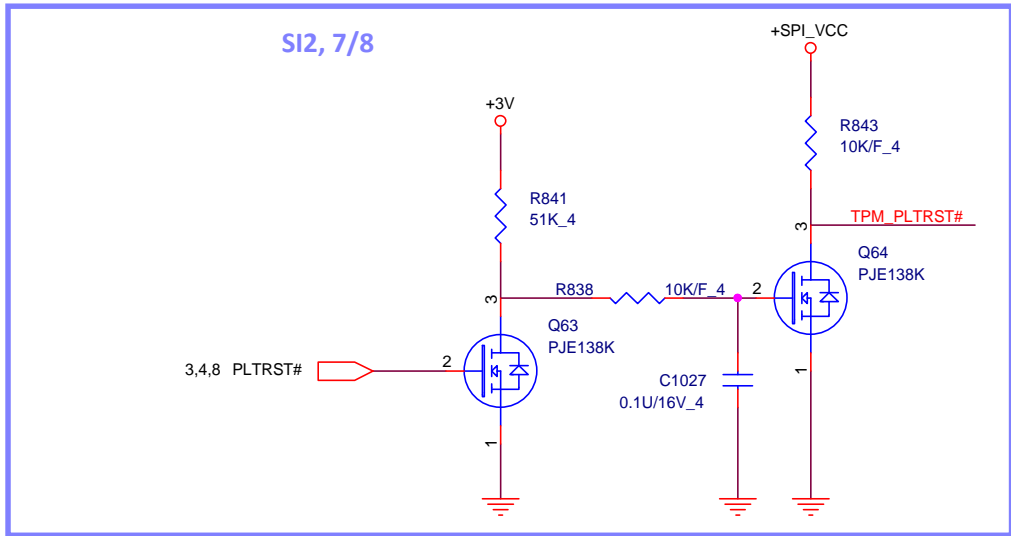 SI2, 7/8
+SPI_VCC
+3V
R843
10K/F_4
R841
51K_4
3
TPM_PLTRST#
Q64
PJE138K
R838
10K/F_4
2
3
Q63
PJE138K
3,4,8 PLTRST#
2
C1027
0.1U/16V_4
1
1